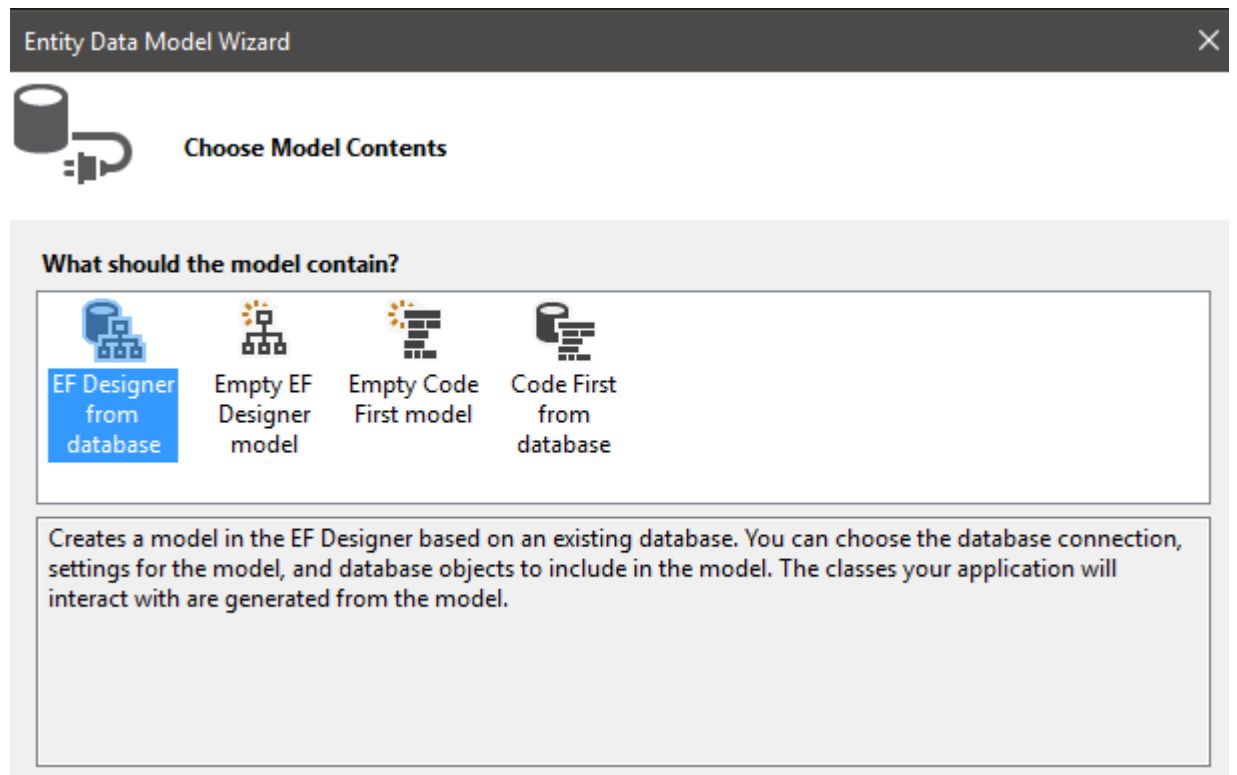 Entity Data Model Wizard
Choose Model Contents
What should the model contain?
EF Designer
from
database
Empty EF
Designer
model
Empty Code
First model
Code First
from
database
Creates a model in the EF Designer based on an existing database. You can choose the database connection,
settings for the model, and database objects to include in the model. The classes your application will
interact with are generated from the model.